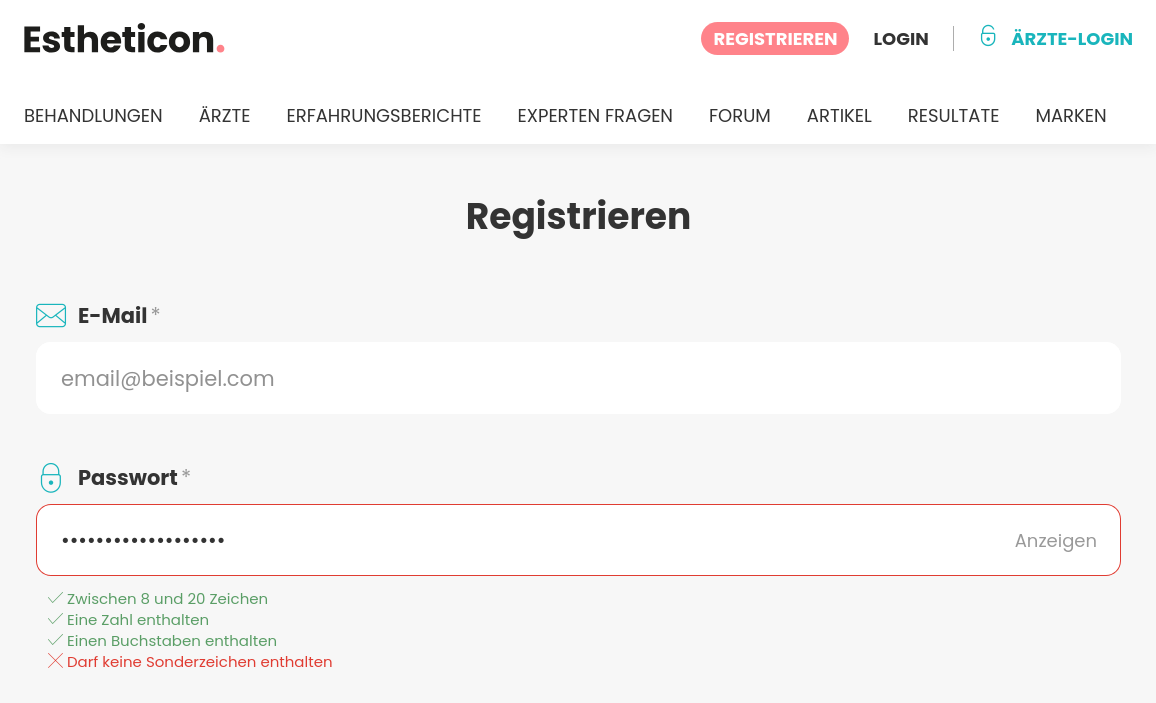 Estheticon.
REGISTRIEREN LOGIN ÄRZTE-LOGIN
BEHANDLUNGEN ÄRZTE ERFAHRUNGSBERICHTE EXPERTEN FRAGEN FORUM ARTIKEL RESULTATE MARKEN
Registrieren
E-Mail *
email@beispiel.com
Passwort *
••••••••••••••••••• Anzeigen
Zwischen 8 und 20 Zeichen
Eine Zahl enthalten
Einen Buchstaben enthalten
Darf keine Sonderzeichen enthalten